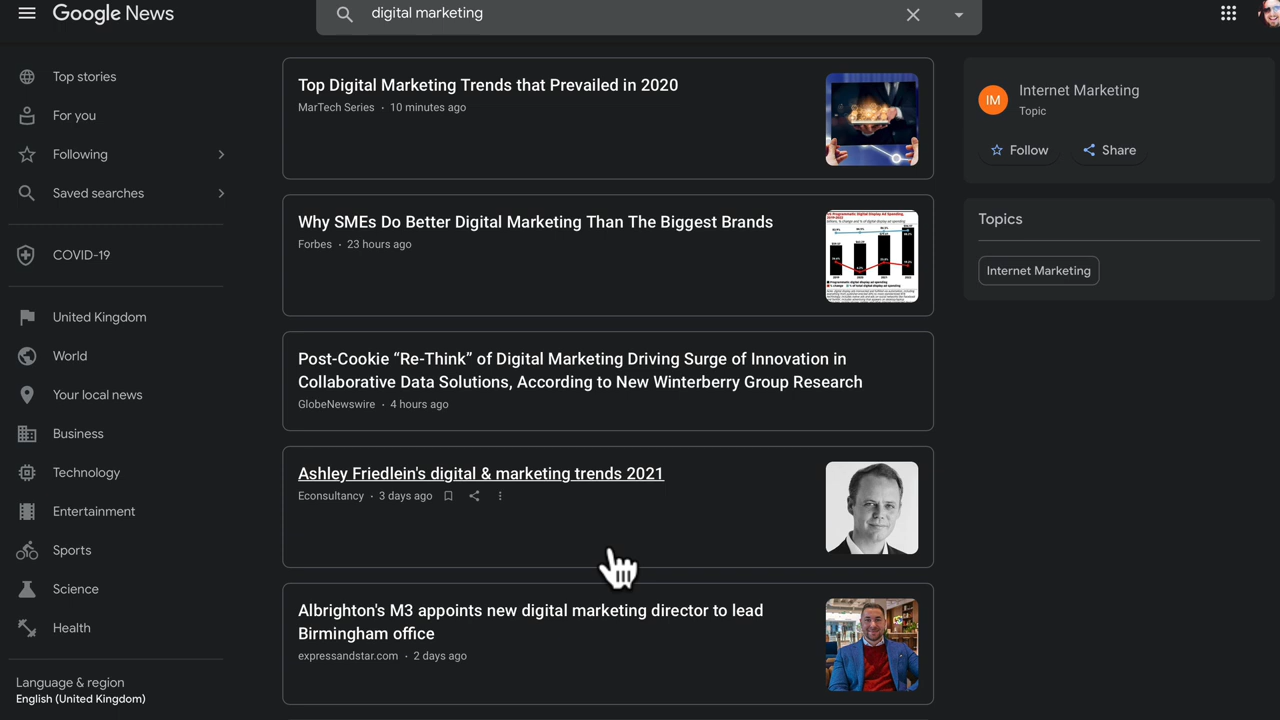 Google News
digital marketing
Top stories
For you
Following
Saved searches
COVID-19
United Kingdom
World
Your local news
Business
Technology
Entertainment
Sports
Science
Health
Language & region
English (United Kingdom)
Top Digital Marketing Trends that Prevailed in 2020
MarTech Series · 10 minutes ago
Why SMEs Do Better Digital Marketing Than The Biggest Brands
Forbes · 23 hours ago
Post-Cookie “Re-Think” of Digital Marketing Driving Surge of Innovation in
Collaborative Data Solutions, According to New Winterberry Group Research
GlobeNewswire · 4 hours ago
Ashley Friedlein's digital & marketing trends 2021
Econsultancy · 3 days ago
Albrighton's M3 appoints new digital marketing director to lead
Birmingham office
expressandstar.com · 2 days ago
IM
Internet Marketing
Topic
Follow
Share
Topics
Internet Marketing